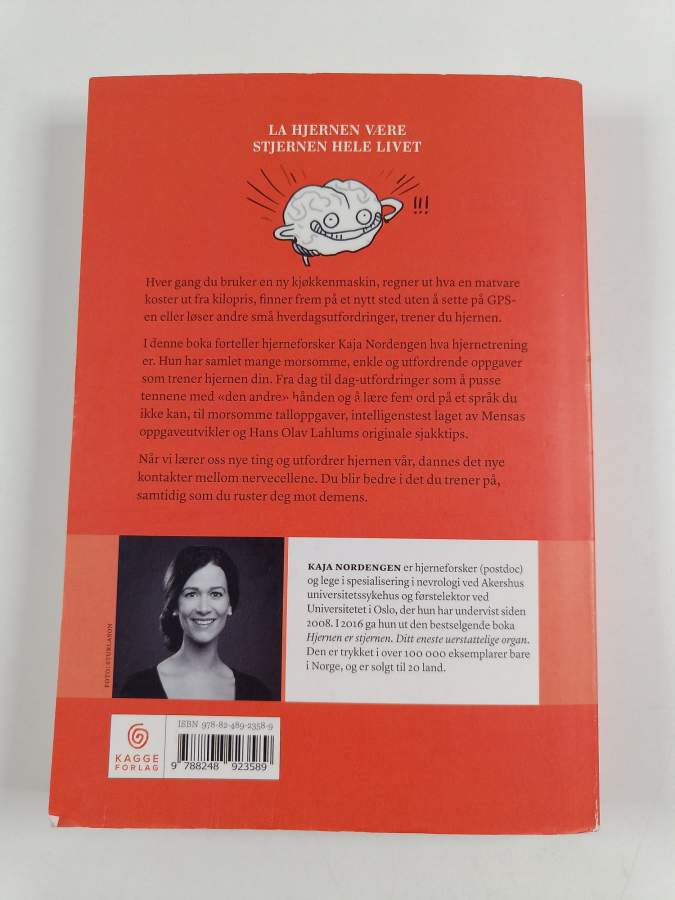 LA HJERNEN VÆRE
STJERNEN HELE LIVET
!!!
Hver gang du bruker en ny kjøkkenmaskin, regner ut hva en matvare
koster ut fra kilopris, finner frem på et nytt sted uten å sette på GPS-
en eller løser andre små hverdagsutfordringer, trener du hjernen.
I denne boka forteller hjerneforsker Kaja Nordengen hva hjernetrening
er. Hun har samlet mange morsomme, enkle og utfordrende oppgaver
som trener hjernen din. Fra dag til dag-utfordringer som å pusse
tennene med «den andre» hånden og å lære fem ord på et språk du
ikke kan, til morsomme talloppgaver, intelligenstest laget av Mensas
oppgaveutvikler og Hans Olav Lahlums originale sjakktips.
Når vi lærer oss nye ting og utfordrer hjernen vår, dannes det nye
kontakter mellom nervecellene. Du blir bedre i det du trener på,
samtidig som du ruster deg mot demens.
FOTO: STURLASON
KAJA NORDENGEN er hjerneforsker (postdoc)
og lege i spesialisering i nevrologi ved Akershus
universitetssykehus og førstelektor ved
Universitetet i Oslo, der hun har undervist siden
2008. I 2016 ga hun ut den bestselgende boka
Hjernen er stjernen. Ditt eneste uerstattelige organ.
Den er trykket i over 100 000 eksemplarer bare
i Norge, og er solgt til 20 land.
KAGGE
FORLAG
ISBN 978-82-489-2358-9
9 788248 923589